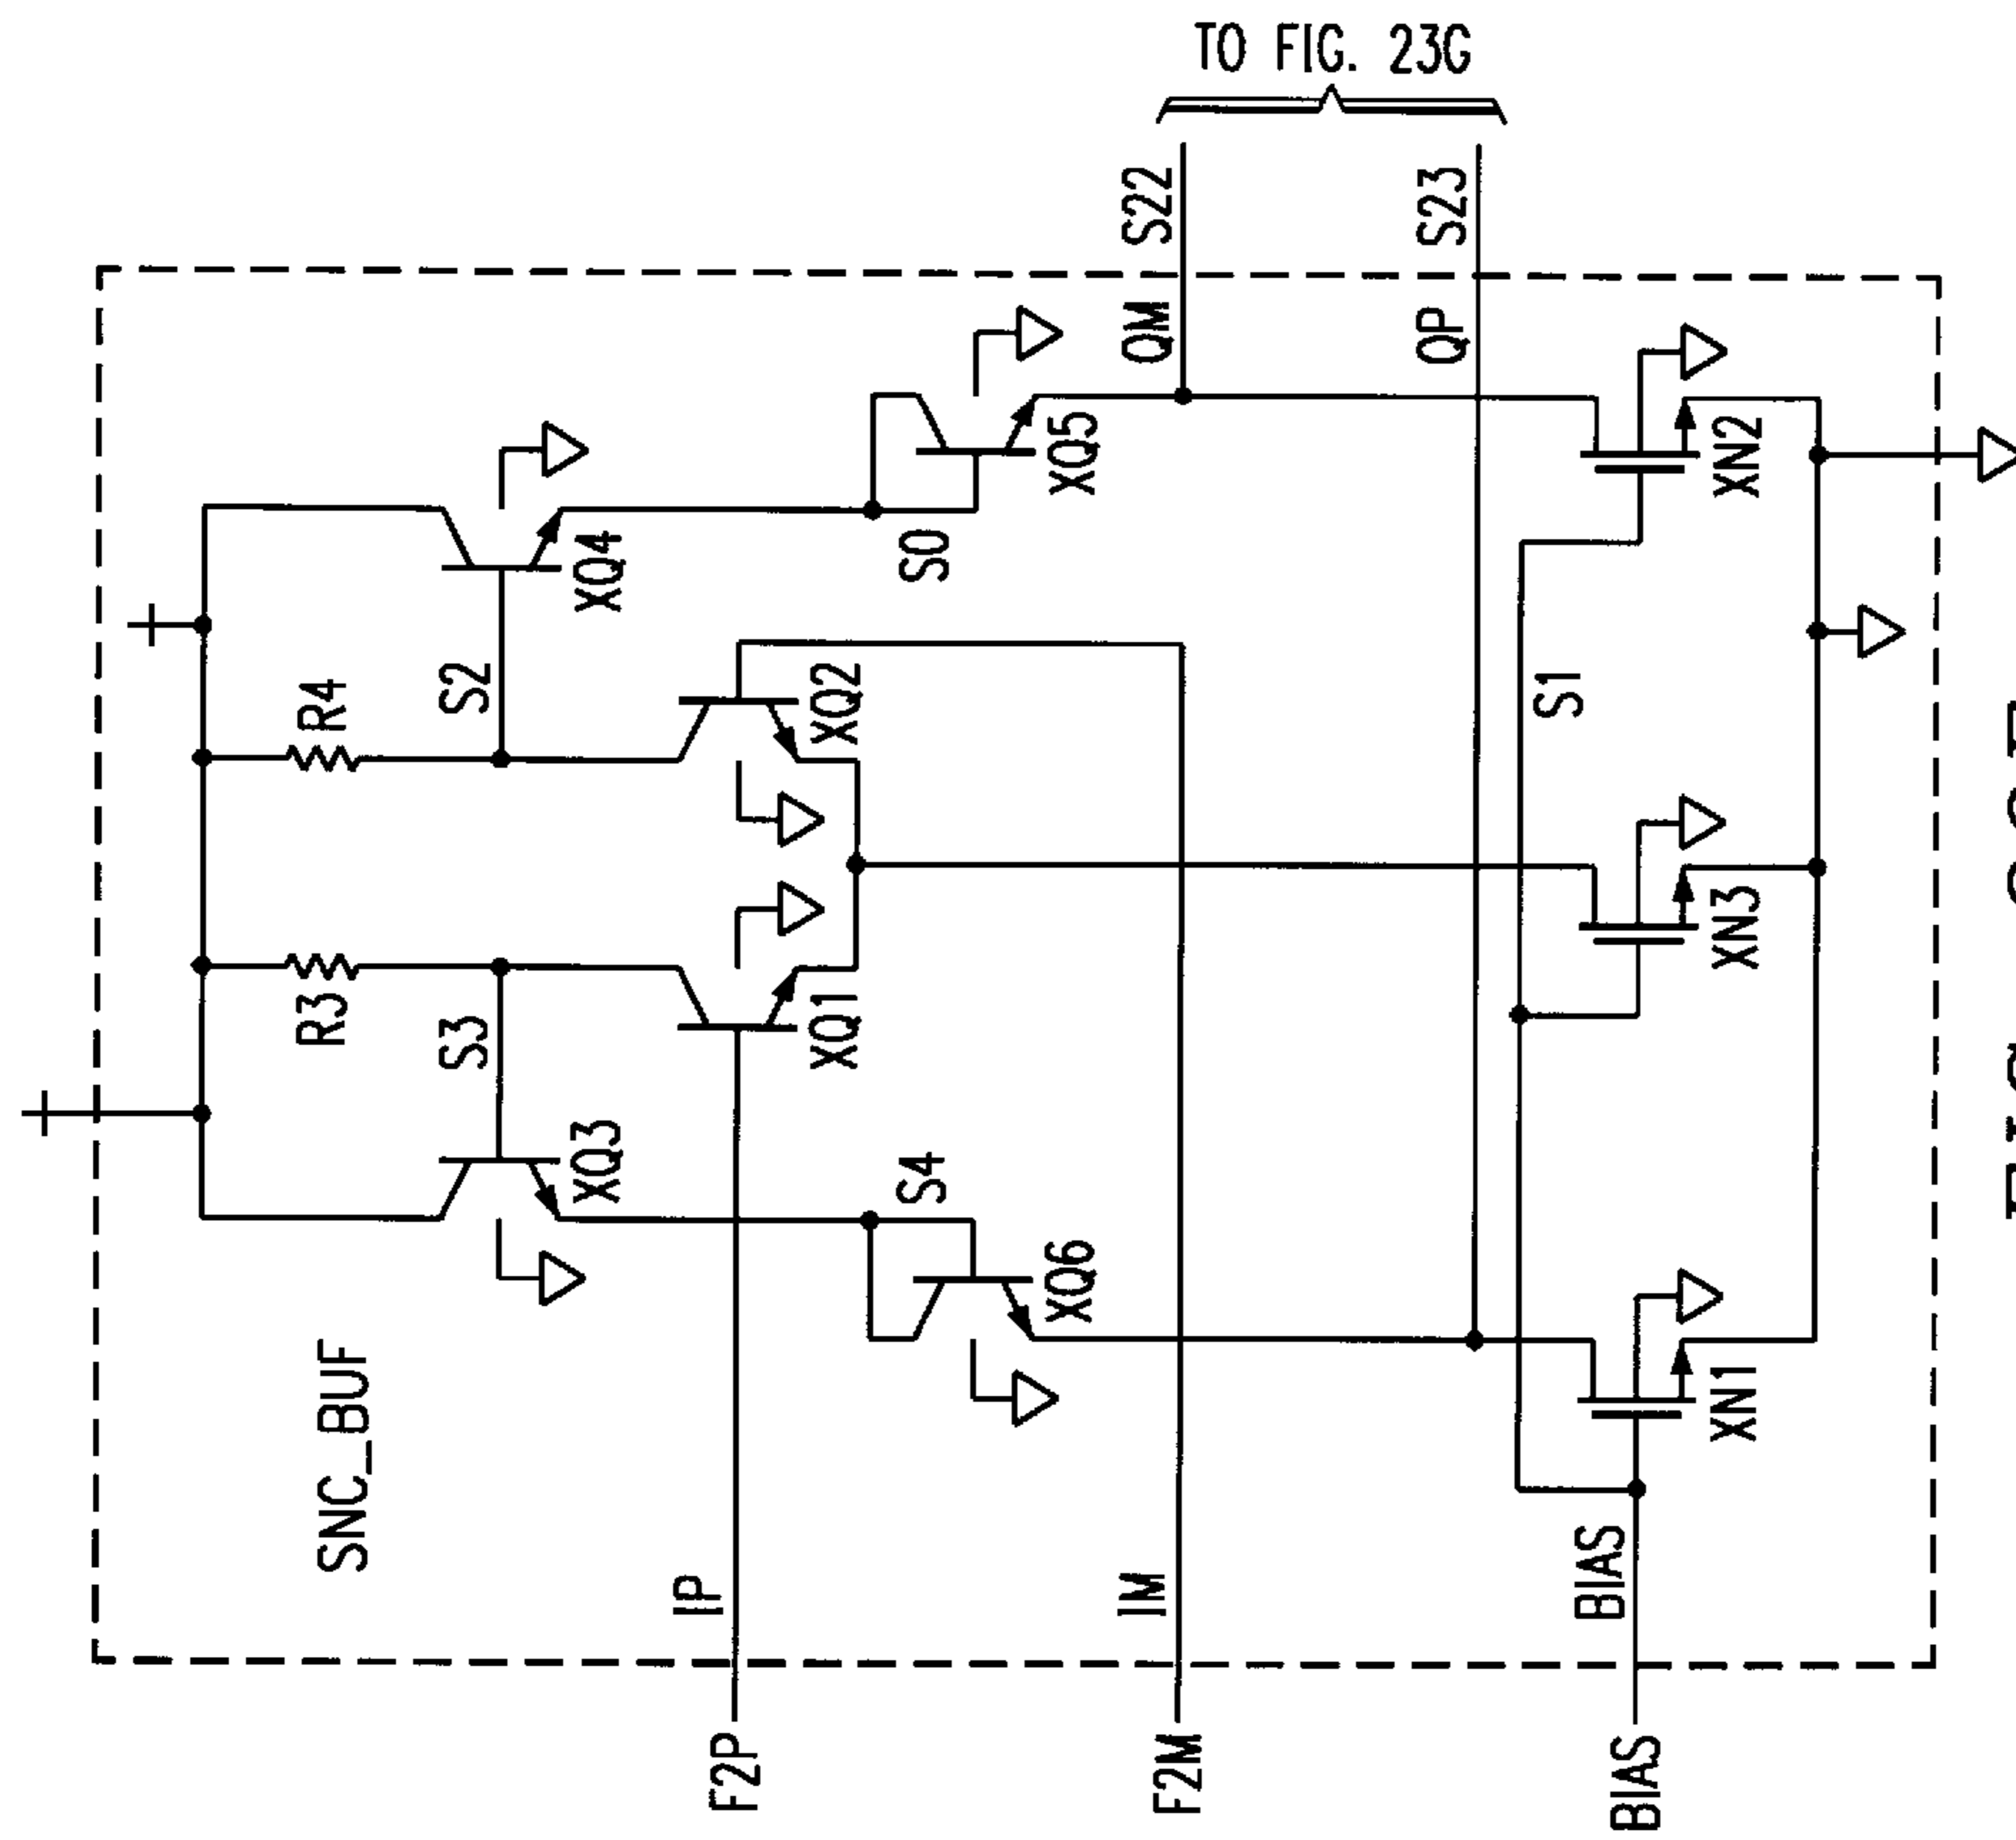 TO FIG. 23G
S22
S23
QM
QP
XQ4
XQ5
XN2
S0
R4
S2
XQ2
S1
R3
S3
XQ1
XN3
XQ3
S4
XQ6
XN1
SNC_BUF
IP
IM
BIAS
F2P
F2M
BIAS